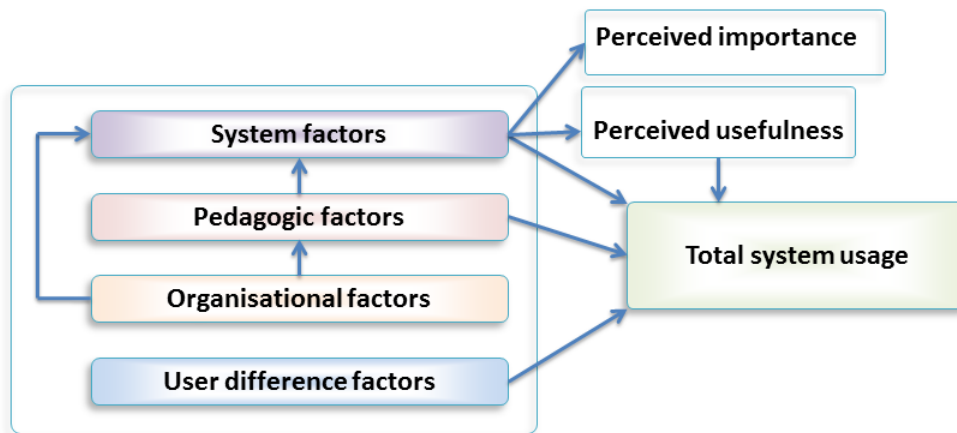 Perceived importance
System factors
Perceived usefulness
Pedagogic factors
Total system usage
Organisational factors
User difference factors